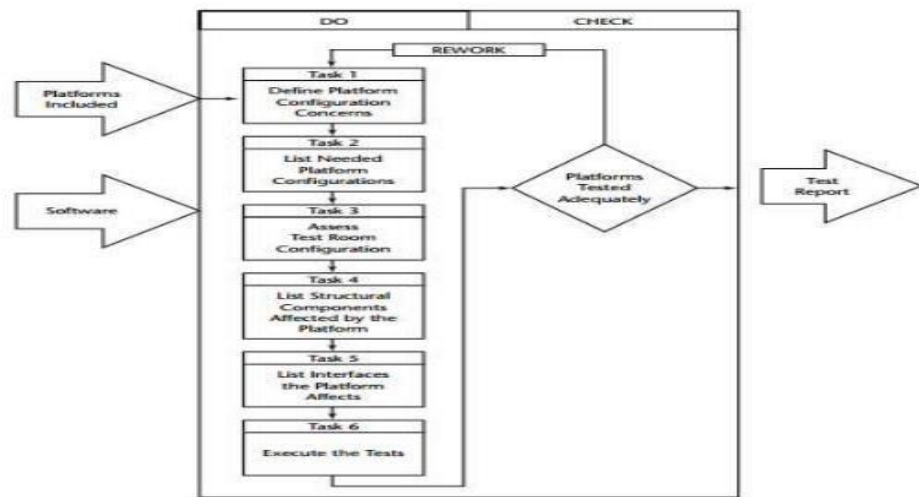 DO
CHECK
REWORK
Platforms
Included
Software
Task 1
Define Platform
Configuration
Concerns
Task 2
List Needed
Platform
Configurations
Task 3
Assess
Test Room
Configuration
Task 4
List Structural
Components
Affected by the
Platform
Task 5
List Interfaces
the Platform
Affects
Task 6
Execute the Tests
Platforms
Tested
Adequately
Test
Report